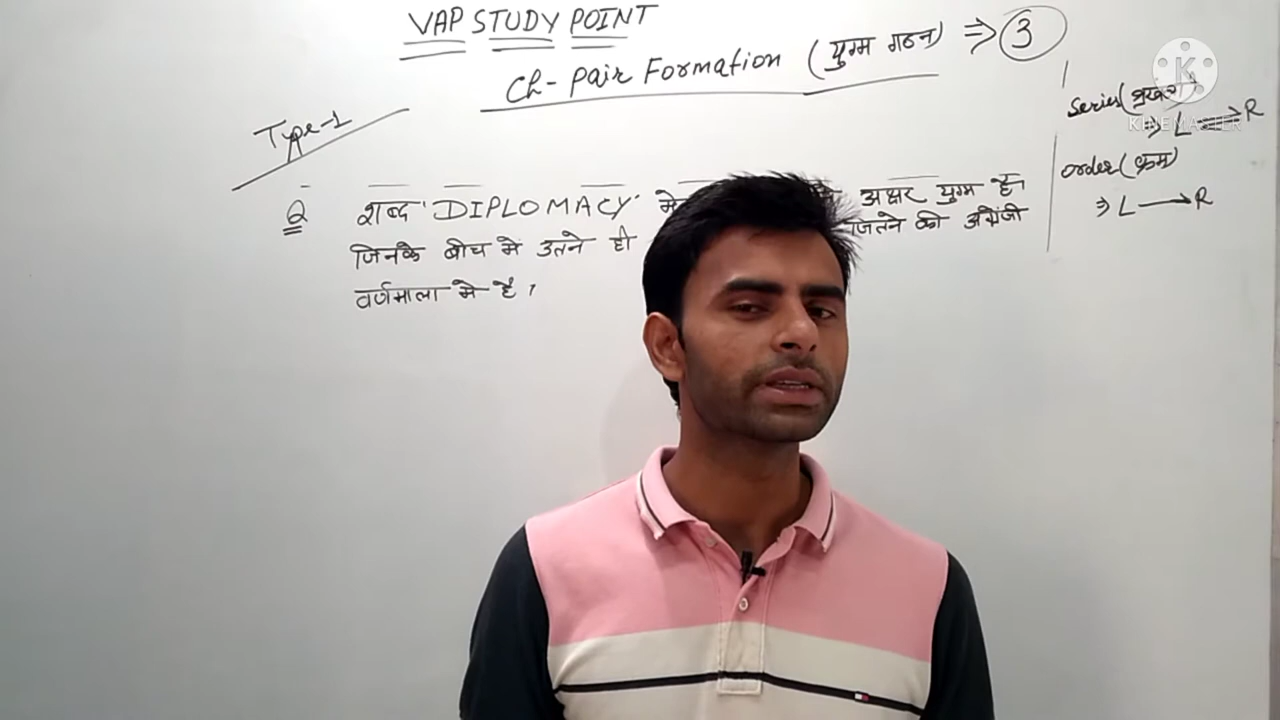 VAP STUDY POINT
Ch- Pair Formation (युग्म गठन) ⇒ 3
Type-1
Q शब्द 'DIPLOMACY' में अक्षर युग्म है।
जिनके बीच में उतने ही जितने की अंग्रेजी
वर्णमाला मे है,
Series(
⇒ L → R
order(क्रम)
⇒ L → R
K
KINEMASTER